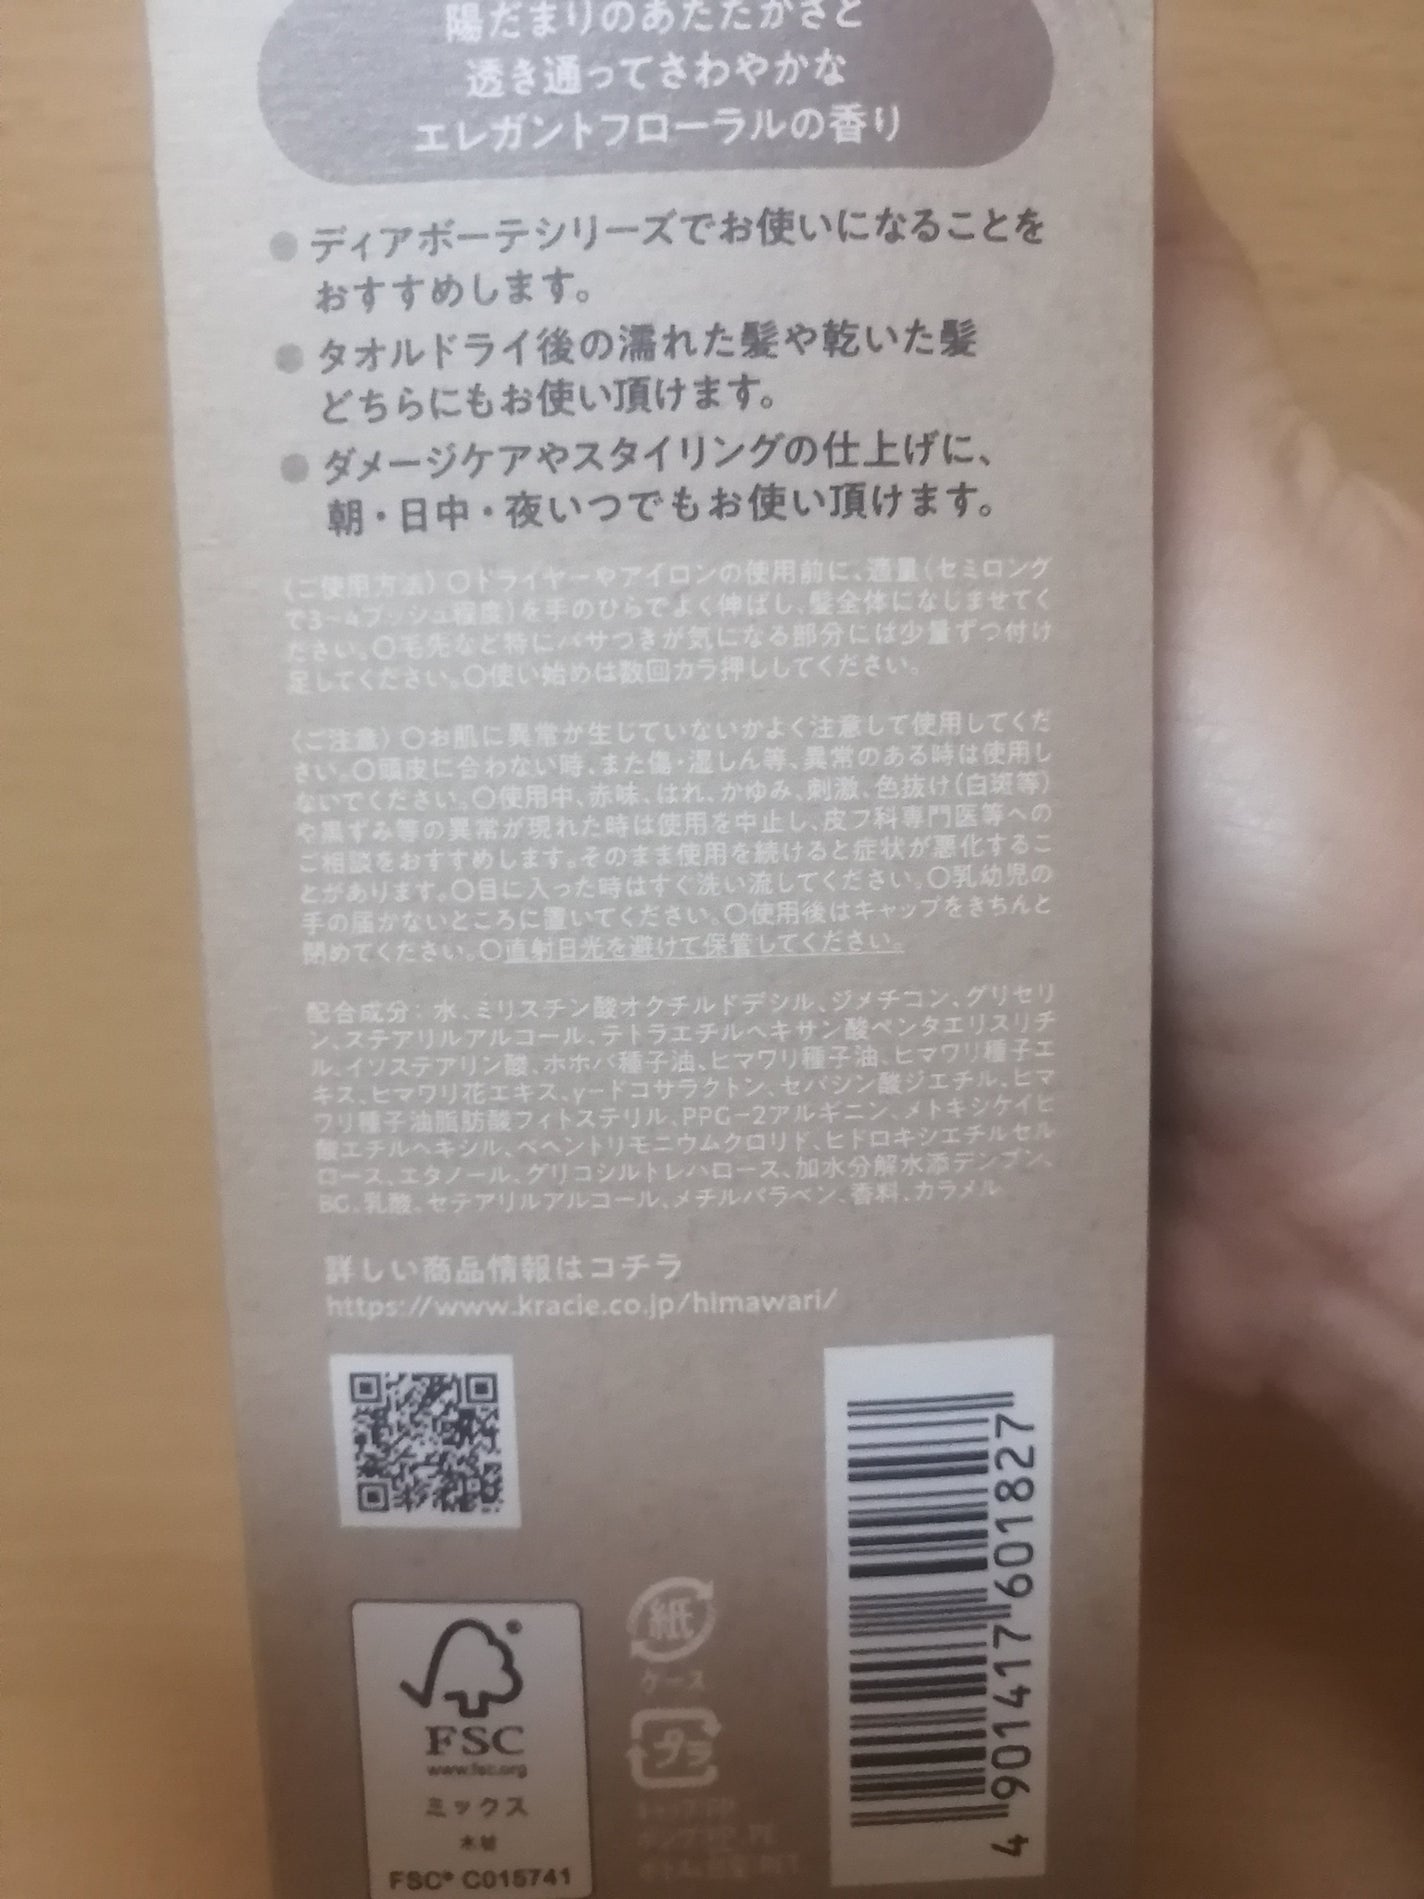 陽だまりのあたたかさと
透き通ってさわやかな
エレガントフローラルの香り
●ディアボーテシリーズでお使いになることを
おすすめします。
●タオルドライ後の濡れた髪や乾いた髪
どちらにもお使い頂けます。
●ダメージケアやスタイリングの仕上げに、
朝・日中・夜いつでもお使い頂けます。
〈ご使用方法〉○ドライヤーやアイロンの使用前に、適量(セミロング
で3~4プッシュ程度)を手のひらでよく伸ばし、髪全体になじませてく
ださい。○毛先など特にパサつきが気になる部分には少量ずつ付け
足してください。○使い始めは数回カラ押ししてください。
〈ご注意〉○お肌に異常が生じていないかよく注意して使用してくだ
さい。○頭皮に合わない時、また傷・湿しん等、異常のある時は使用し
ないでください。○使用中、赤味、はれ、かゆみ、刺激、色抜け(白斑等)
や黒ずみ等の異常が現れた時は使用を中止し、皮フ科専門医等への
ご相談をおすすめします。そのまま使用を続けると症状が悪化するこ
とがあります。○目に入った時はすぐ洗い流してください。○乳幼児の
手の届かないところに置いてください。○使用後はキャップをきちんと
閉めてください。○直射日光を避けて保管してください。
配合成分：水、ミリスチン酸オクチルドデシル、ジメチコン、グリセリ
ン、ステアリルアルコール、テトラエチルヘキサン酸ペンタエリスリチ
ル、イソステアリン酸、ホホバ種子油、ヒマワリ種子油、ヒマワリ種子エ
キス、ヒマワリ花エキス、γ-ドコサラクトン、セバシン酸ジエチル、ヒマ
ワリ種子油脂肪酸フィトステリル、PPG-2アルギニン、メトキシケイヒ
酸エチルヘキシル、ベヘントリモニウムクロリド、ヒドロキシエチルセル
ロース、エタノール、グリコシルトレハロース、加水分解水添デンプン、
BG、乳酸、セテアリルアルコール、メチルパラベン、香料、カラメル
詳しい商品情報はコチラ
https://www.kracie.co.jp/himawari/
4 901417 601827
紙
ケース
プラ
FSC
www.fsc.org
ミックス
FSC® C015741